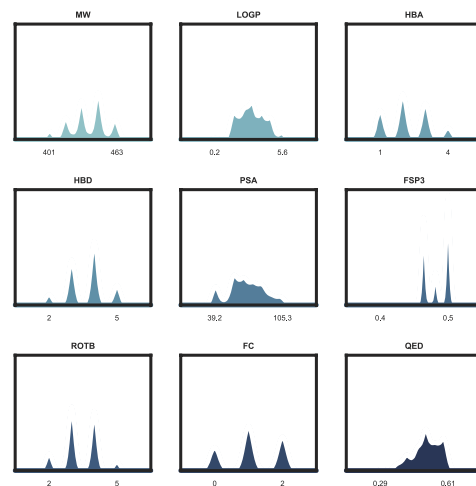 MW LOGP HBA
401 463 0.2 5.6 1 4
HBD PSA FSP3
2 5 39,2 105,3 0,4 0,5
ROTB FC QED
2 5 0 2 0.29 0.61